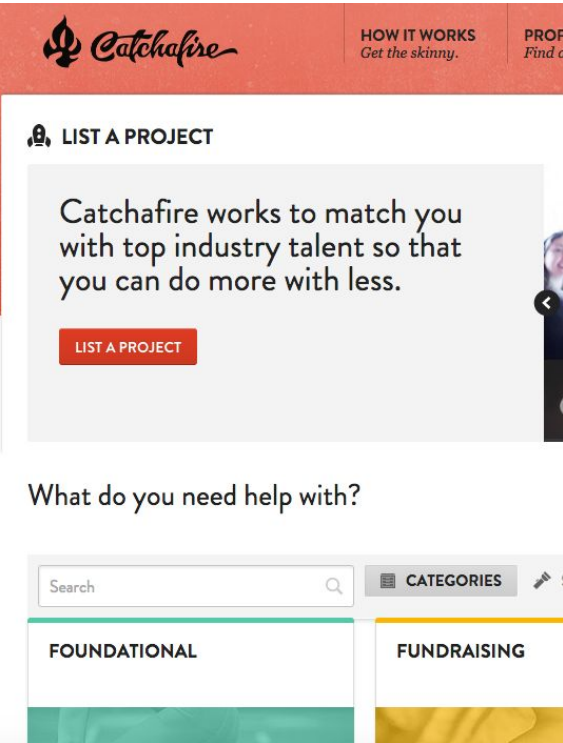 Catchafire
HOW IT WORKS
Get the skinny.
Find
LIST A PROJECT
Catchafire works to match you
with top industry talent so that
you can do more with less.
LIST A PROJECT
What do you need help with?
Search
CATEGORIES
FOUNDATIONAL
FUNDRAISING